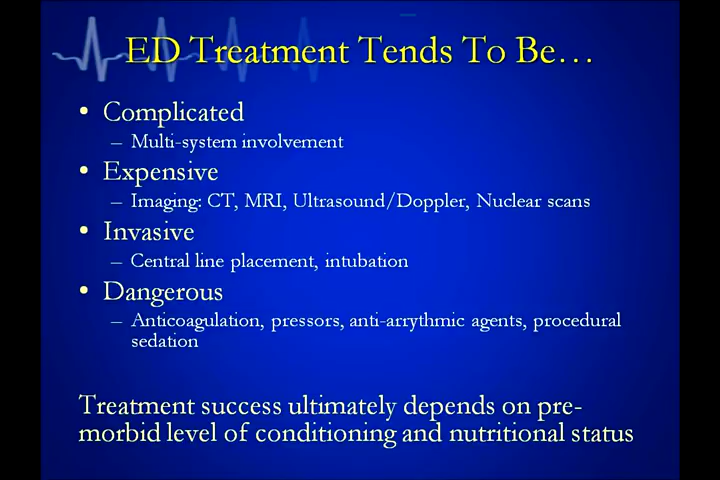 ED Treatment Tends To Be…
• Complicated
– Multi-system involvement
• Expensive
– Imaging: CT, MRI, Ultrasound/Doppler, Nuclear scans
• Invasive
– Central line placement, intubation
• Dangerous
– Anticoagulation, pressors, anti-arrythmic agents, procedural
sedation
Treatment success ultimately depends on pre-
morbid level of conditioning and nutritional status